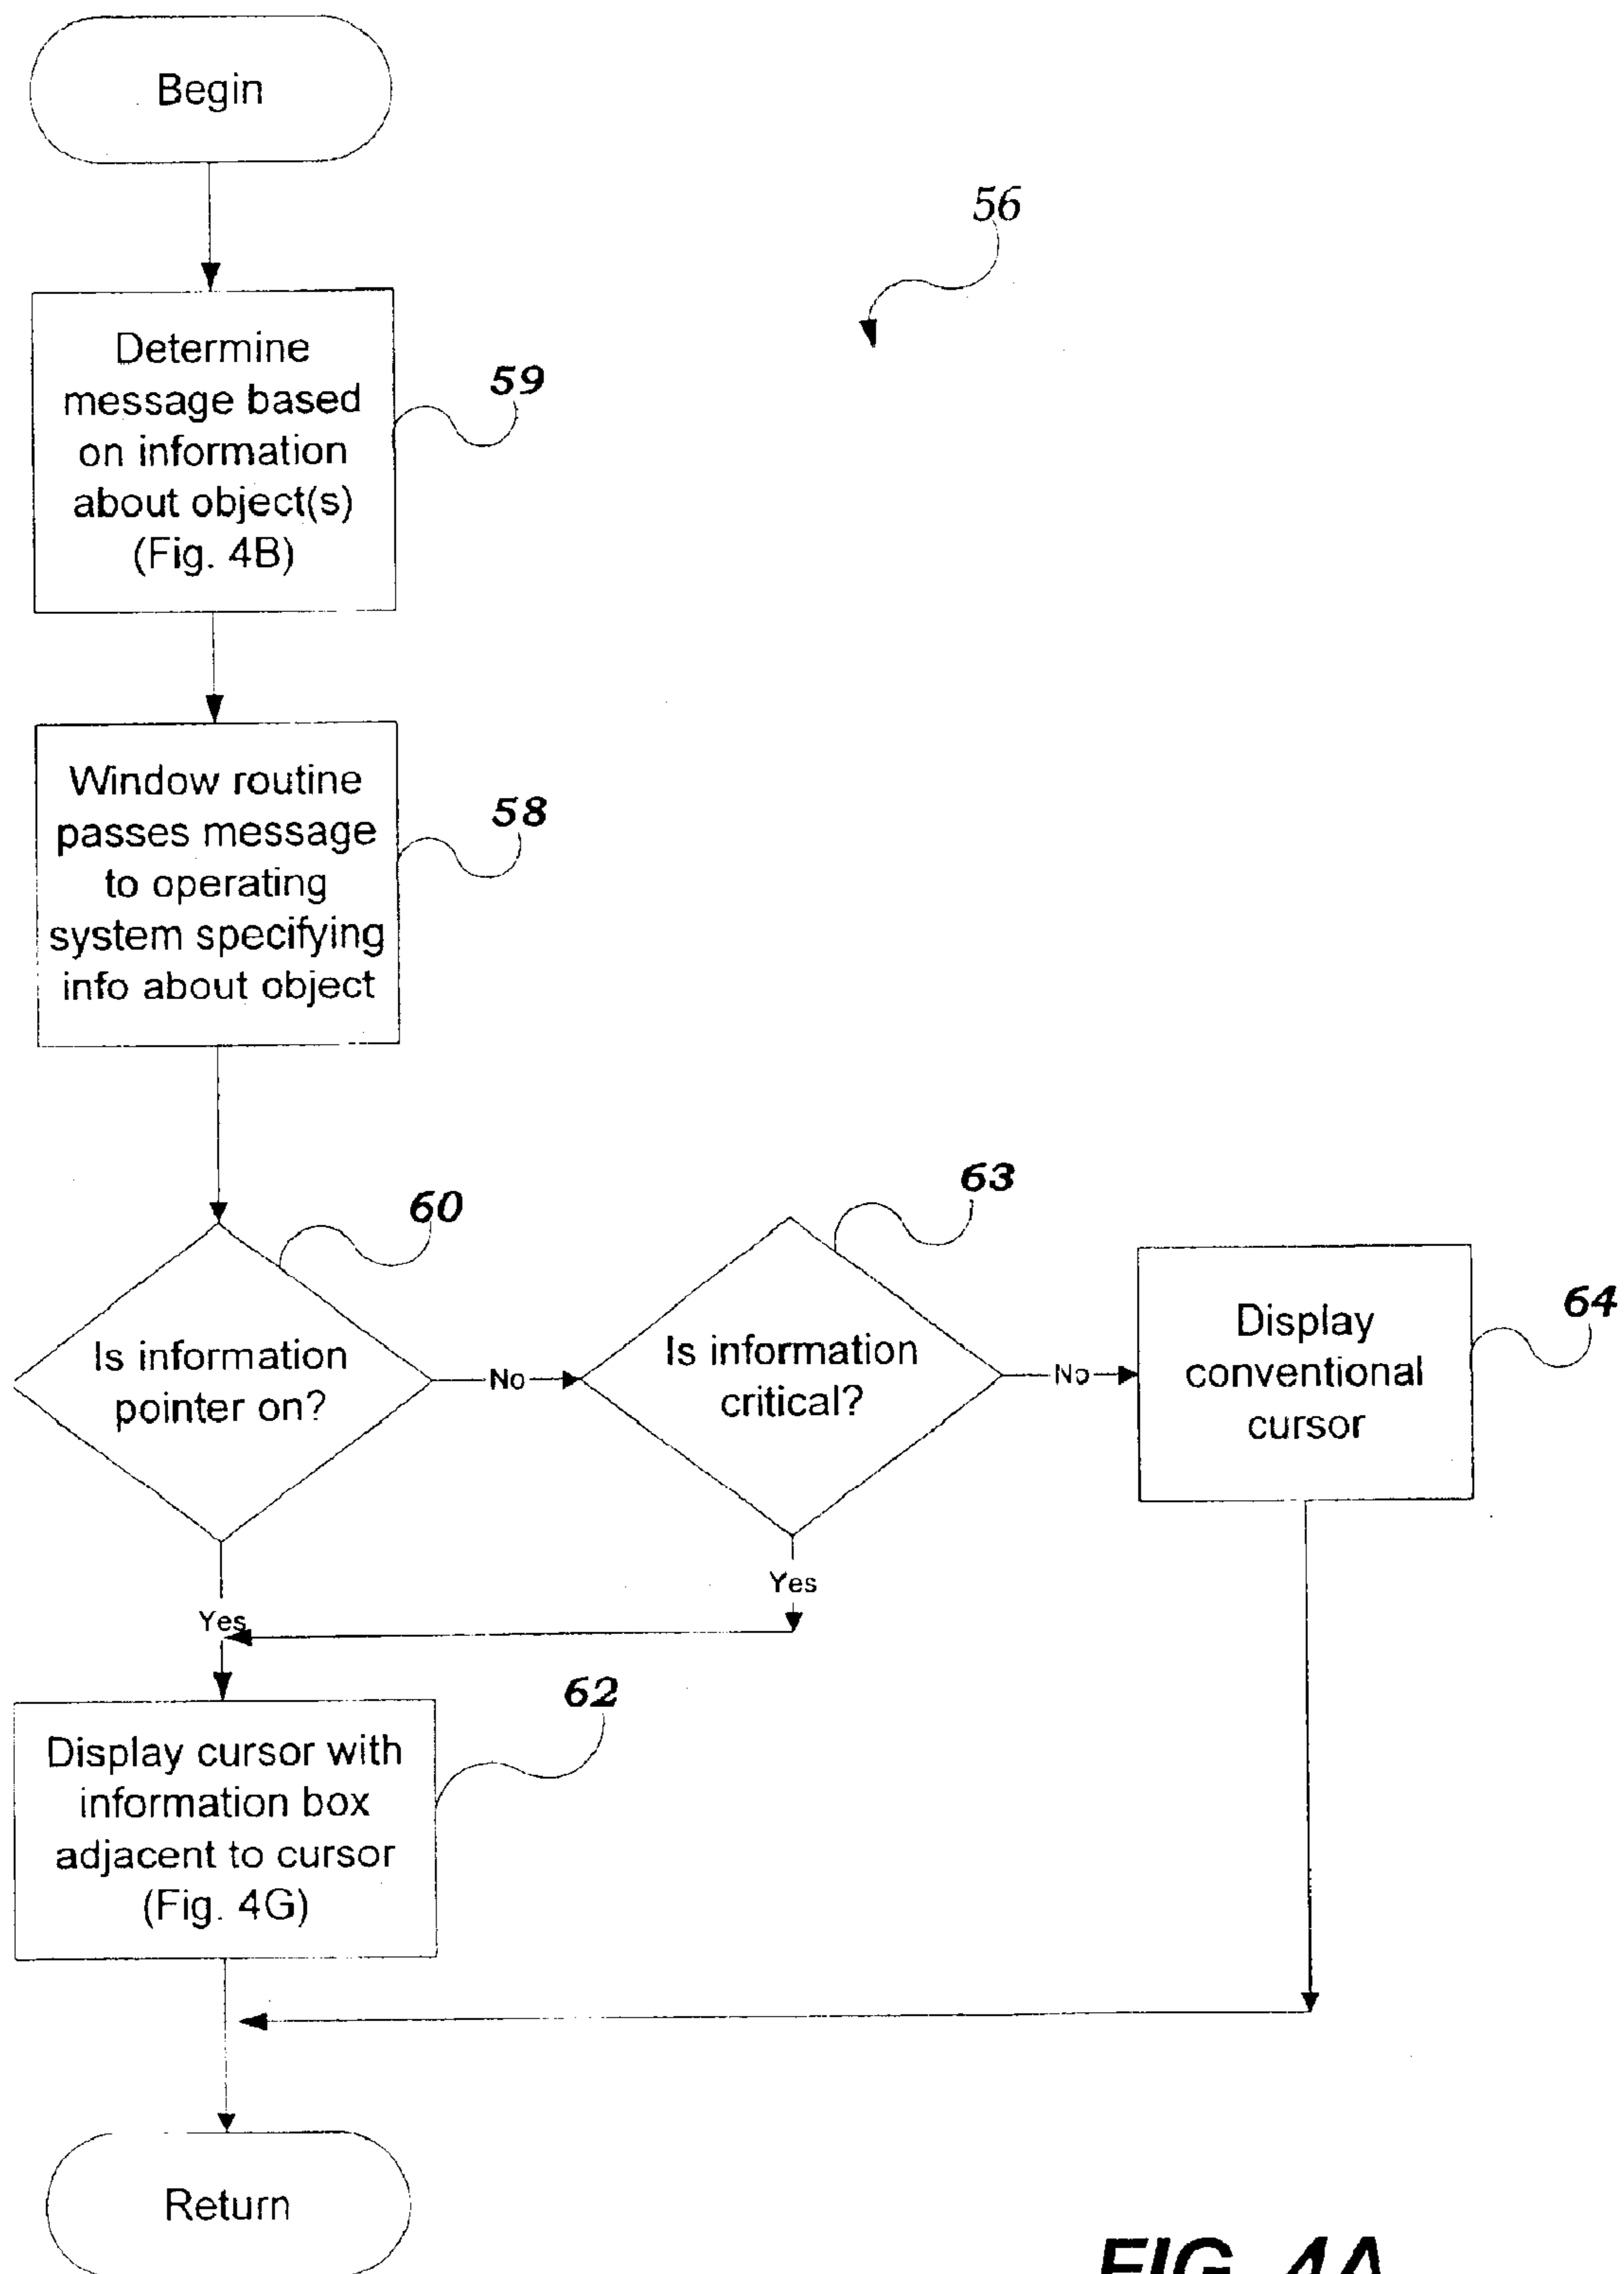 Begin
56
Determine
message based
on information
about object(s)
(Fig. 4B)
59
Window routine
passes message
to operating
system specifying
info about object
58
60
Is information
pointer on?
No
63
Is information
critical?
No
64
Display
conventional
cursor
Yes
Yes
62
Display cursor with
information box
adjacent to cursor
(Fig. 4G)
Return
FIG. 4A